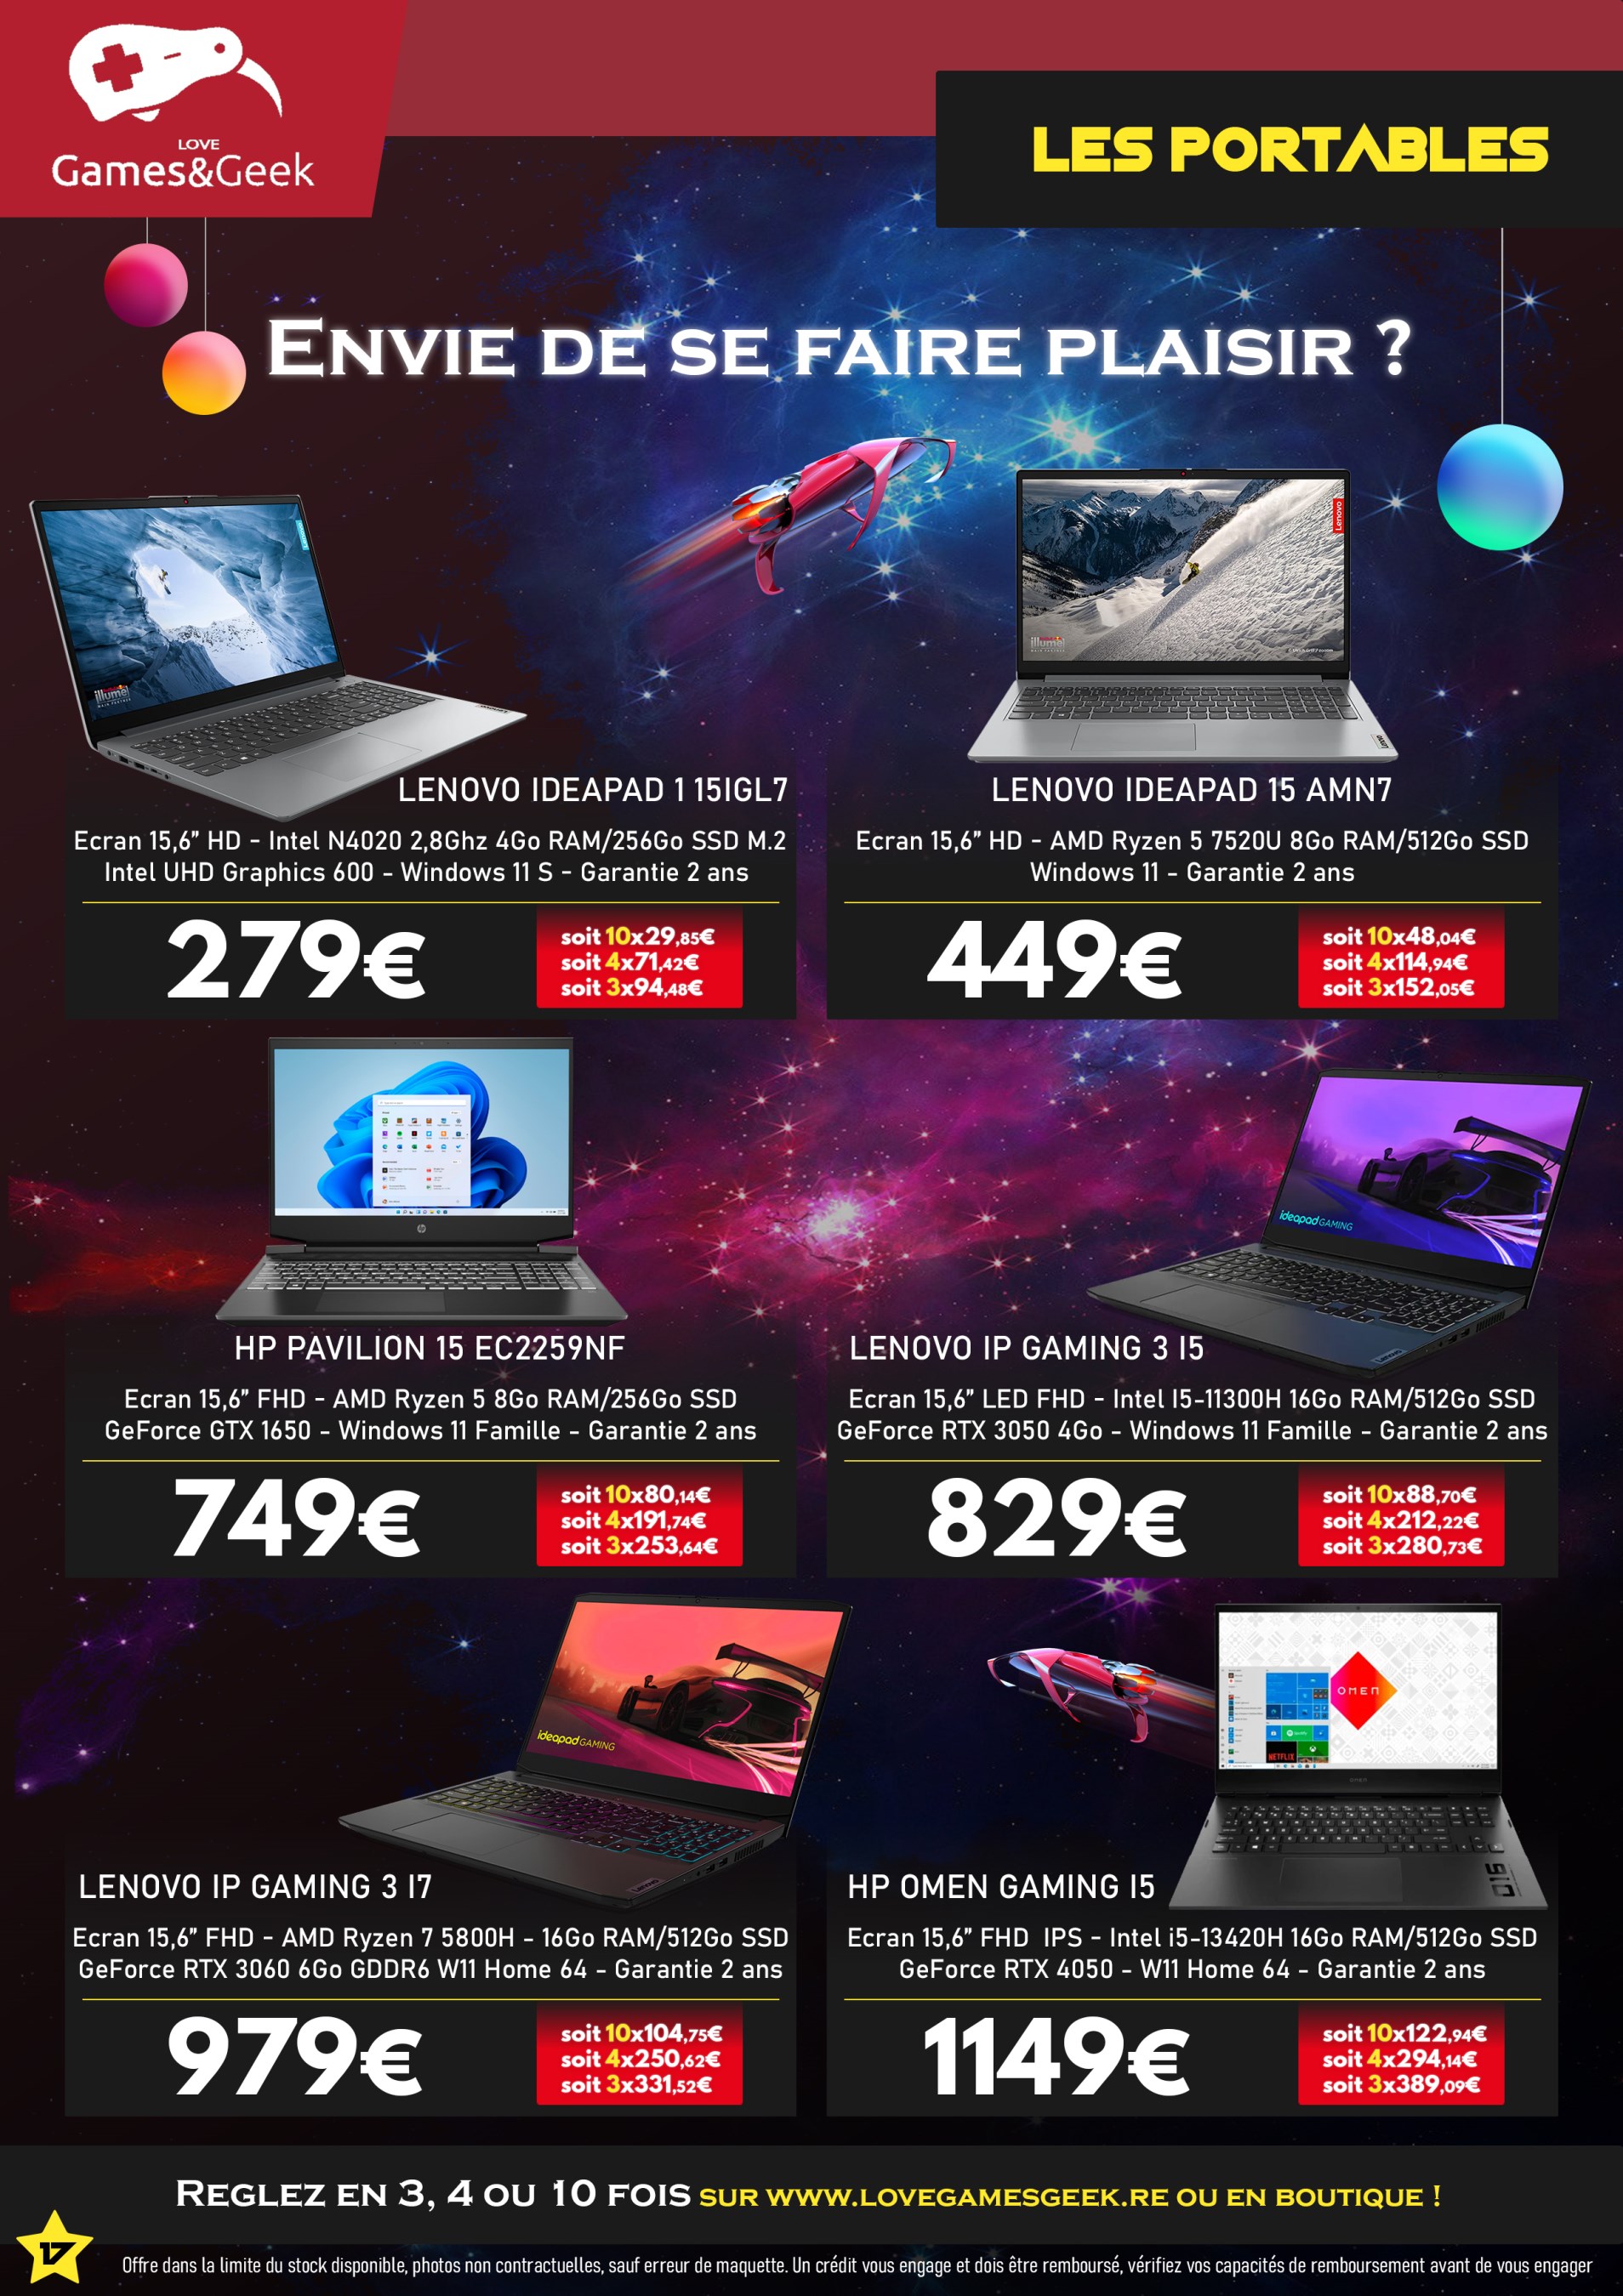 LOVE
Games&Geek
LES PORTABLES
ENVIE DE SE FAIRE PLAISIR ?
illume
Lenovo
illume
LENOVO IDEAPAD 1 15IGL7
Ecran 15,6” HD - Intel N4020 2,8Ghz 4Go RAM/256Go SSD M.2
Intel UHD Graphics 600 - Windows 11 S - Garantie 2 ans
279€
soit 10x29,85€
soit 4x71,42€
soit 3x94,48€
LENOVO IDEAPAD 15 AMN7
Ecran 15,6” HD - AMD Ryzen 5 7520U 8Go RAM/512Go SSD
Windows 11 - Garantie 2 ans
449€
soit 10x48,04€
soit 4x114,94€
soit 3x152,05€
hp
HP PAVILION 15 EC2259NF
Ecran 15,6” FHD - AMD Ryzen 5 8Go RAM/256Go SSD
GeForce GTX 1650 - Windows 11 Famille - Garantie 2 ans
749€
soit 10x80,14€
soit 4x191,74€
soit 3x253,64€
ideapad GAMING
LENOVO IP GAMING 3 I5
Ecran 15,6” LED FHD - Intel I5-11300H 16Go RAM/512Go SSD
GeForce RTX 3050 4Go - Windows 11 Famille - Garantie 2 ans
829€
soit 10x88,70€
soit 4x212,22€
soit 3x280,73€
ideapad GAMING
LENOVO IP GAMING 3 I7
Ecran 15,6” FHD - AMD Ryzen 7 5800H - 16Go RAM/512Go SSD
GeForce RTX 3060 6Go GDDR6 W11 Home 64 - Garantie 2 ans
979€
soit 10x104,75€
soit 4x250,62€
soit 3x331,52€
OMEN
NETFLIX
HP OMEN GAMING I5
Ecran 15,6” FHD IPS - Intel i5-13420H 16Go RAM/512Go SSD
GeForce RTX 4050 - W11 Home 64 - Garantie 2 ans
1149€
soit 10x122,94€
soit 4x294,14€
soit 3x389,09€
REGLEZ EN 3, 4 OU 10 FOIS SUR WWW.LOVEGAMESGEEK.RE OU EN BOUTIQUE !
17
Offre dans la limite du stock disponible, photos non contractuelles, sauf erreur de maquette. Un crédit vous engage et dois être remboursé, vérifiez vos capacités de remboursement avant de vous engager